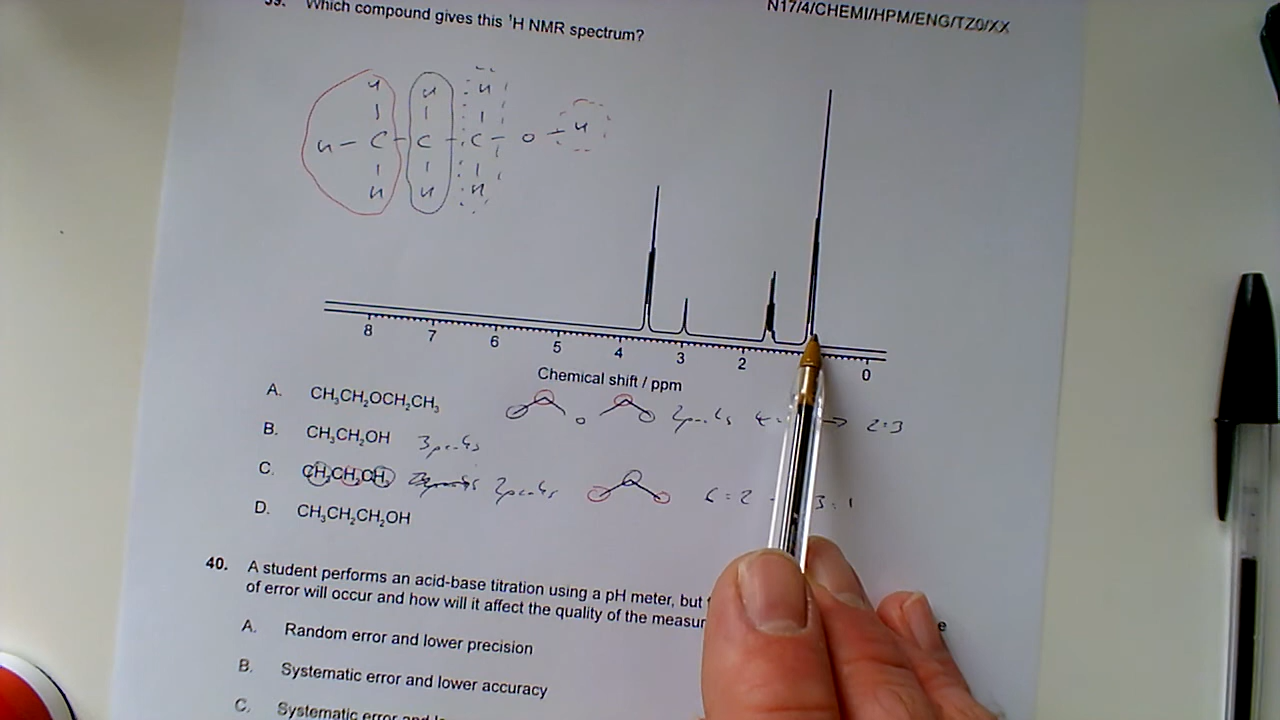 N17/4/CHEMI/HPM/ENG/TZ0/XX
39. Which compound gives this ¹H NMR spectrum?
H H H
H - C - C - C - O - H
H H H
8 7 6 5 4 3 2 0
Chemical shift / ppm
A. CH₃CH₂OCH₂CH₃ O 2 peaks → 2:3
B. CH₃CH₂OH 3 peaks
C. CH₃CH₂CH₃ 2 peaks 6:2 3:1
D. CH₃CH₂CH₂OH
40. A student performs an acid-base titration using a pH meter, but
of error will occur and how will it affect the quality of the
A. Random error and lower precision
B. Systematic error and lower accuracy
C. Systematic error and